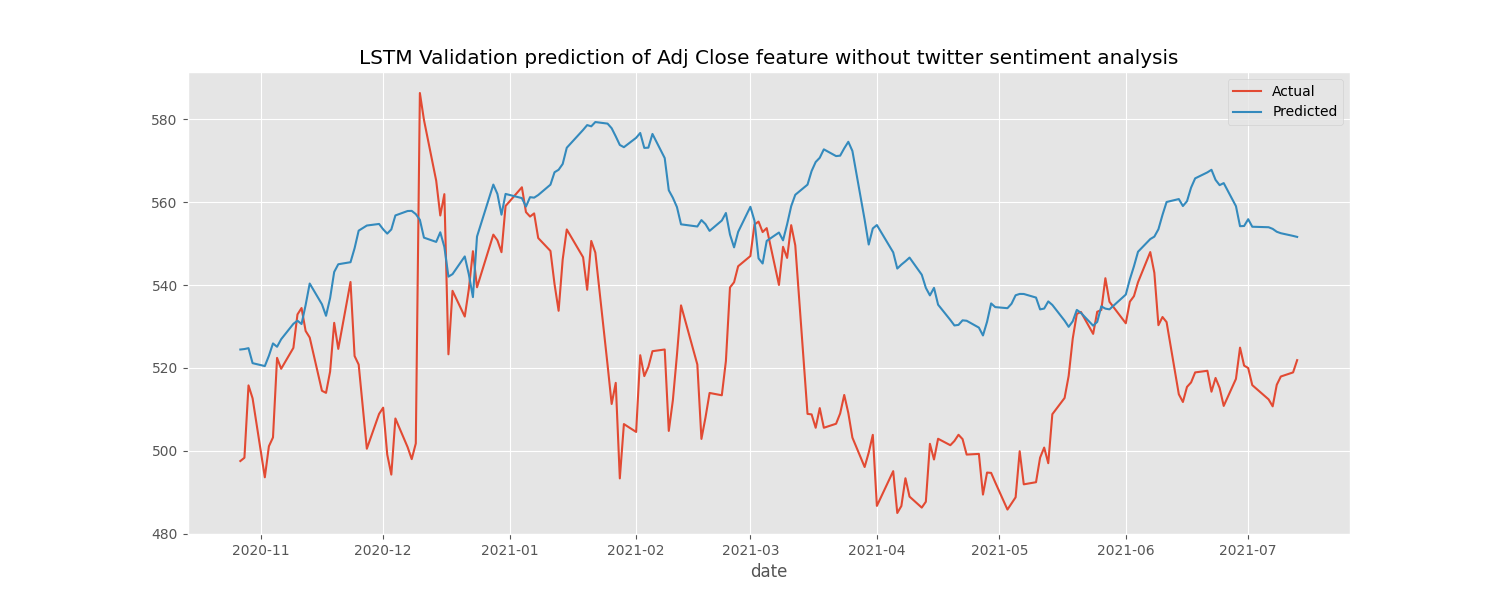 LSTM Validation prediction of Adj Close feature without twitter sentiment analysis
Actual
Predicted
580
560
540
520
500
480
2020-11 2020-12 2021-01 2021-02 2021-03 2021-04 2021-05 2021-06 2021-07
date